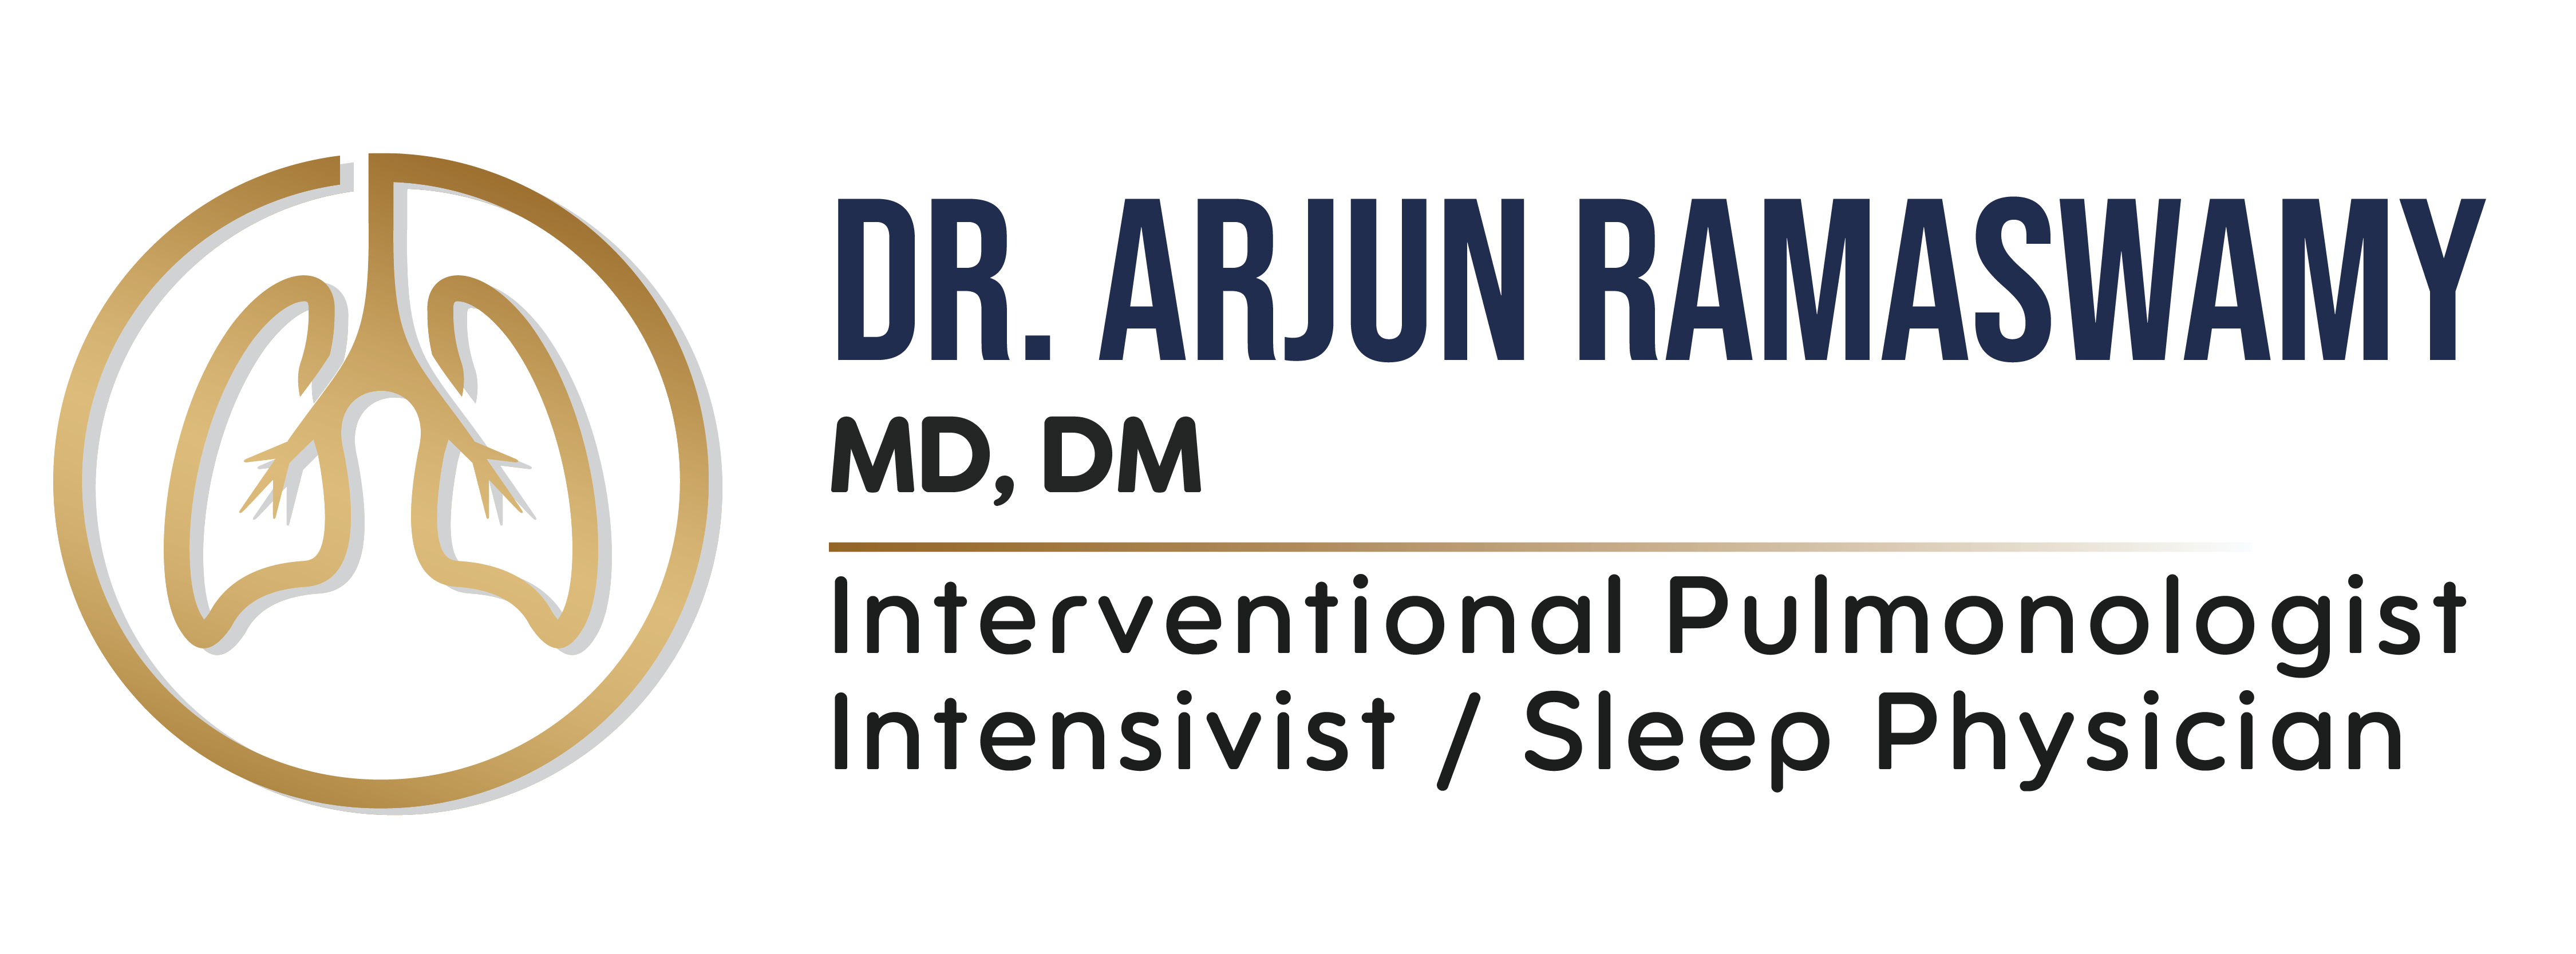 DR. ARJUN RAMASWAMY
MD, DM
Interventional Pulmonologist
Intensivist / Sleep Physician